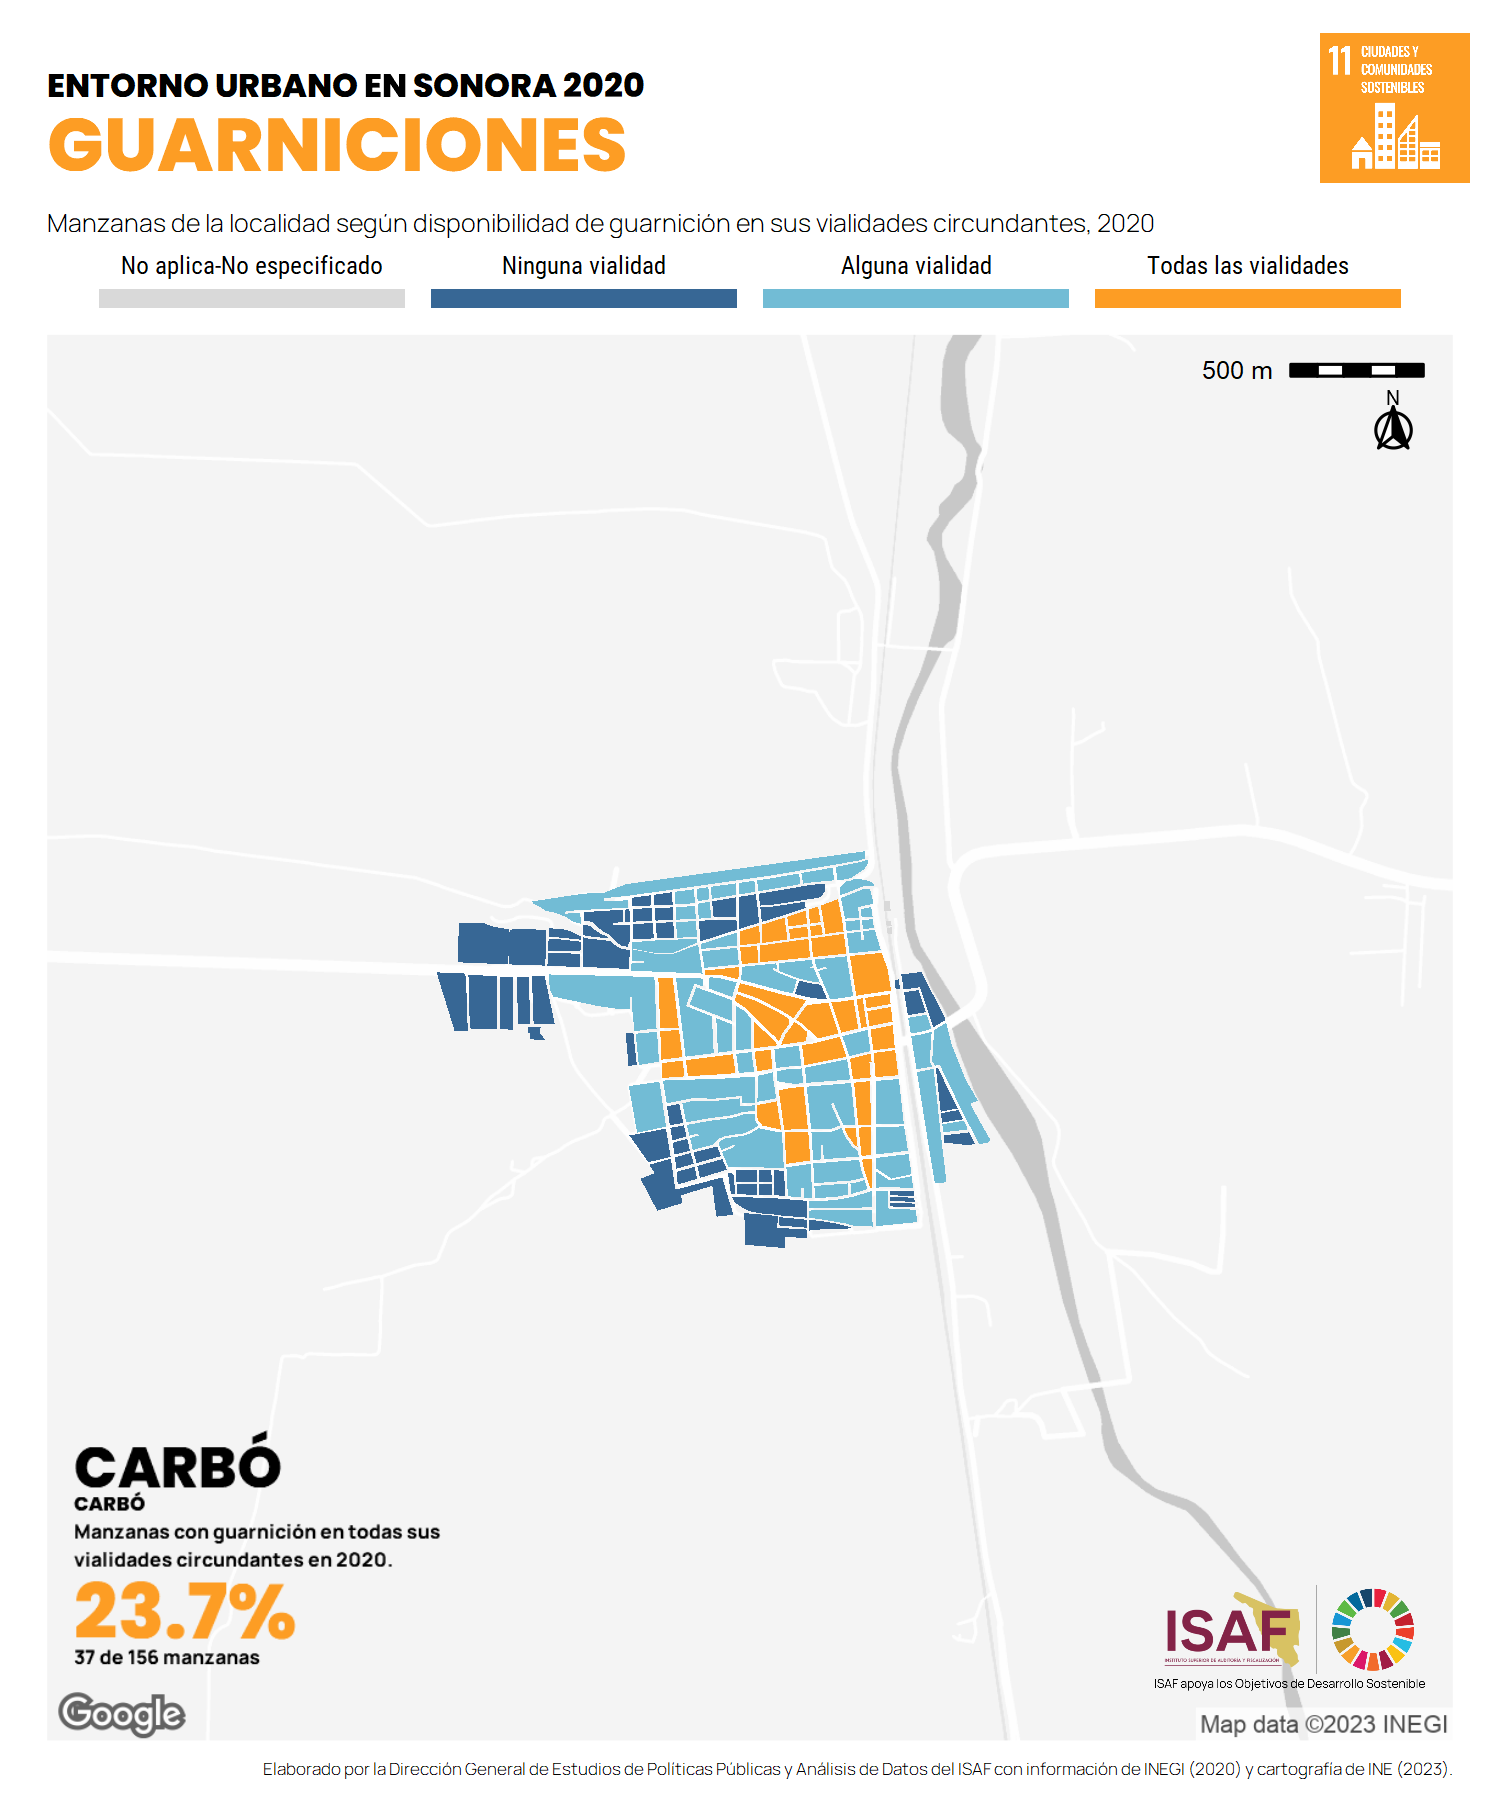 11 CIUDADES Y
COMUNIDADES
SOSTENIBLES
ENTORNO URBANO EN SONORA 2020
GUARNICIONES
Manzanas de la localidad según disponibilidad de guarnición en sus vialidades circundantes, 2020
No aplica-No especificado Ninguna vialidad Alguna vialidad Todas las vialidades
500 m
N
CARBÓ
CARBÓ
Manzanas con guarnición en todas sus
vialidades circundantes en 2020.
23.7%
37 de 156 manzanas
ISAF
INSTITUTO SUPERIOR DE AUDITORÍA Y FISCALIZACIÓN
ISAF apoya los Objetivos de Desarrollo Sostenible
Google
Map data ©2023 INEGI
Elaborado por la Dirección General de Estudios de Políticas Públicas y Análisis de Datos del ISAF con información de INEGI (2020) y cartografía de INE (2023).